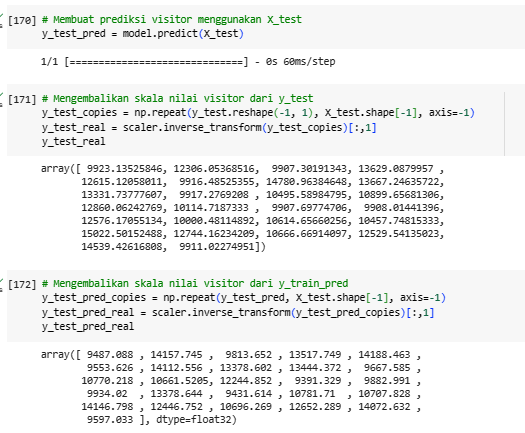 [170] # Membuat prediksi visitor menggunakan X_test
y_test_pred = model.predict(X_test)
1/1 [==============================] - 0s 60ms/step
[171] # Mengembalikan skala nilai visitor dari y_test
y_test_copies = np.repeat(y_test.reshape(-1, 1), X_test.shape[-1], axis=-1)
y_test_real = scaler.inverse_transform(y_test_copies)[:,1]
y_test_real
array([ 9923.13525846, 12306.05368516, 9907.30191343, 13629.0879957 ,
12615.12058011, 9916.48525355, 14780.96384648, 13667.24635722,
13331.73777607, 9917.2769208 , 10495.58984795, 10899.65681306,
12860.06242769, 10114.7187333 , 9907.69774706, 9908.01441396,
12576.17055134, 10000.48114892, 10614.65660256, 10457.74815333,
15022.50152488, 12744.16234209, 10666.66914097, 12529.54135023,
14539.42616808, 9911.02274951])
[172] # Mengembalikan skala nilai visitor dari y_train_pred
y_test_pred_copies = np.repeat(y_test_pred, X_test.shape[-1], axis=-1)
y_test_pred_real = scaler.inverse_transform(y_test_pred_copies)[:,1]
y_test_pred_real
array([ 9487.088 , 14157.745 , 9813.652 , 13517.749 , 14188.463 ,
9553.626 , 14112.556 , 13378.602 , 13444.372 , 9667.585 ,
10770.218 , 10661.5205, 12244.852 , 9391.329 , 9882.991 ,
9934.02 , 13378.644 , 9431.614 , 10781.71 , 10707.828 ,
14146.798 , 12446.752 , 10696.269 , 12652.289 , 14072.632 ,
9597.033 ], dtype=float32)